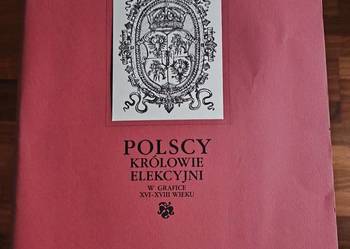 POLSCY
KRÓLOWIE
ELEKCYJNI
W GRAFICE
XVI-XVIII WIEKU